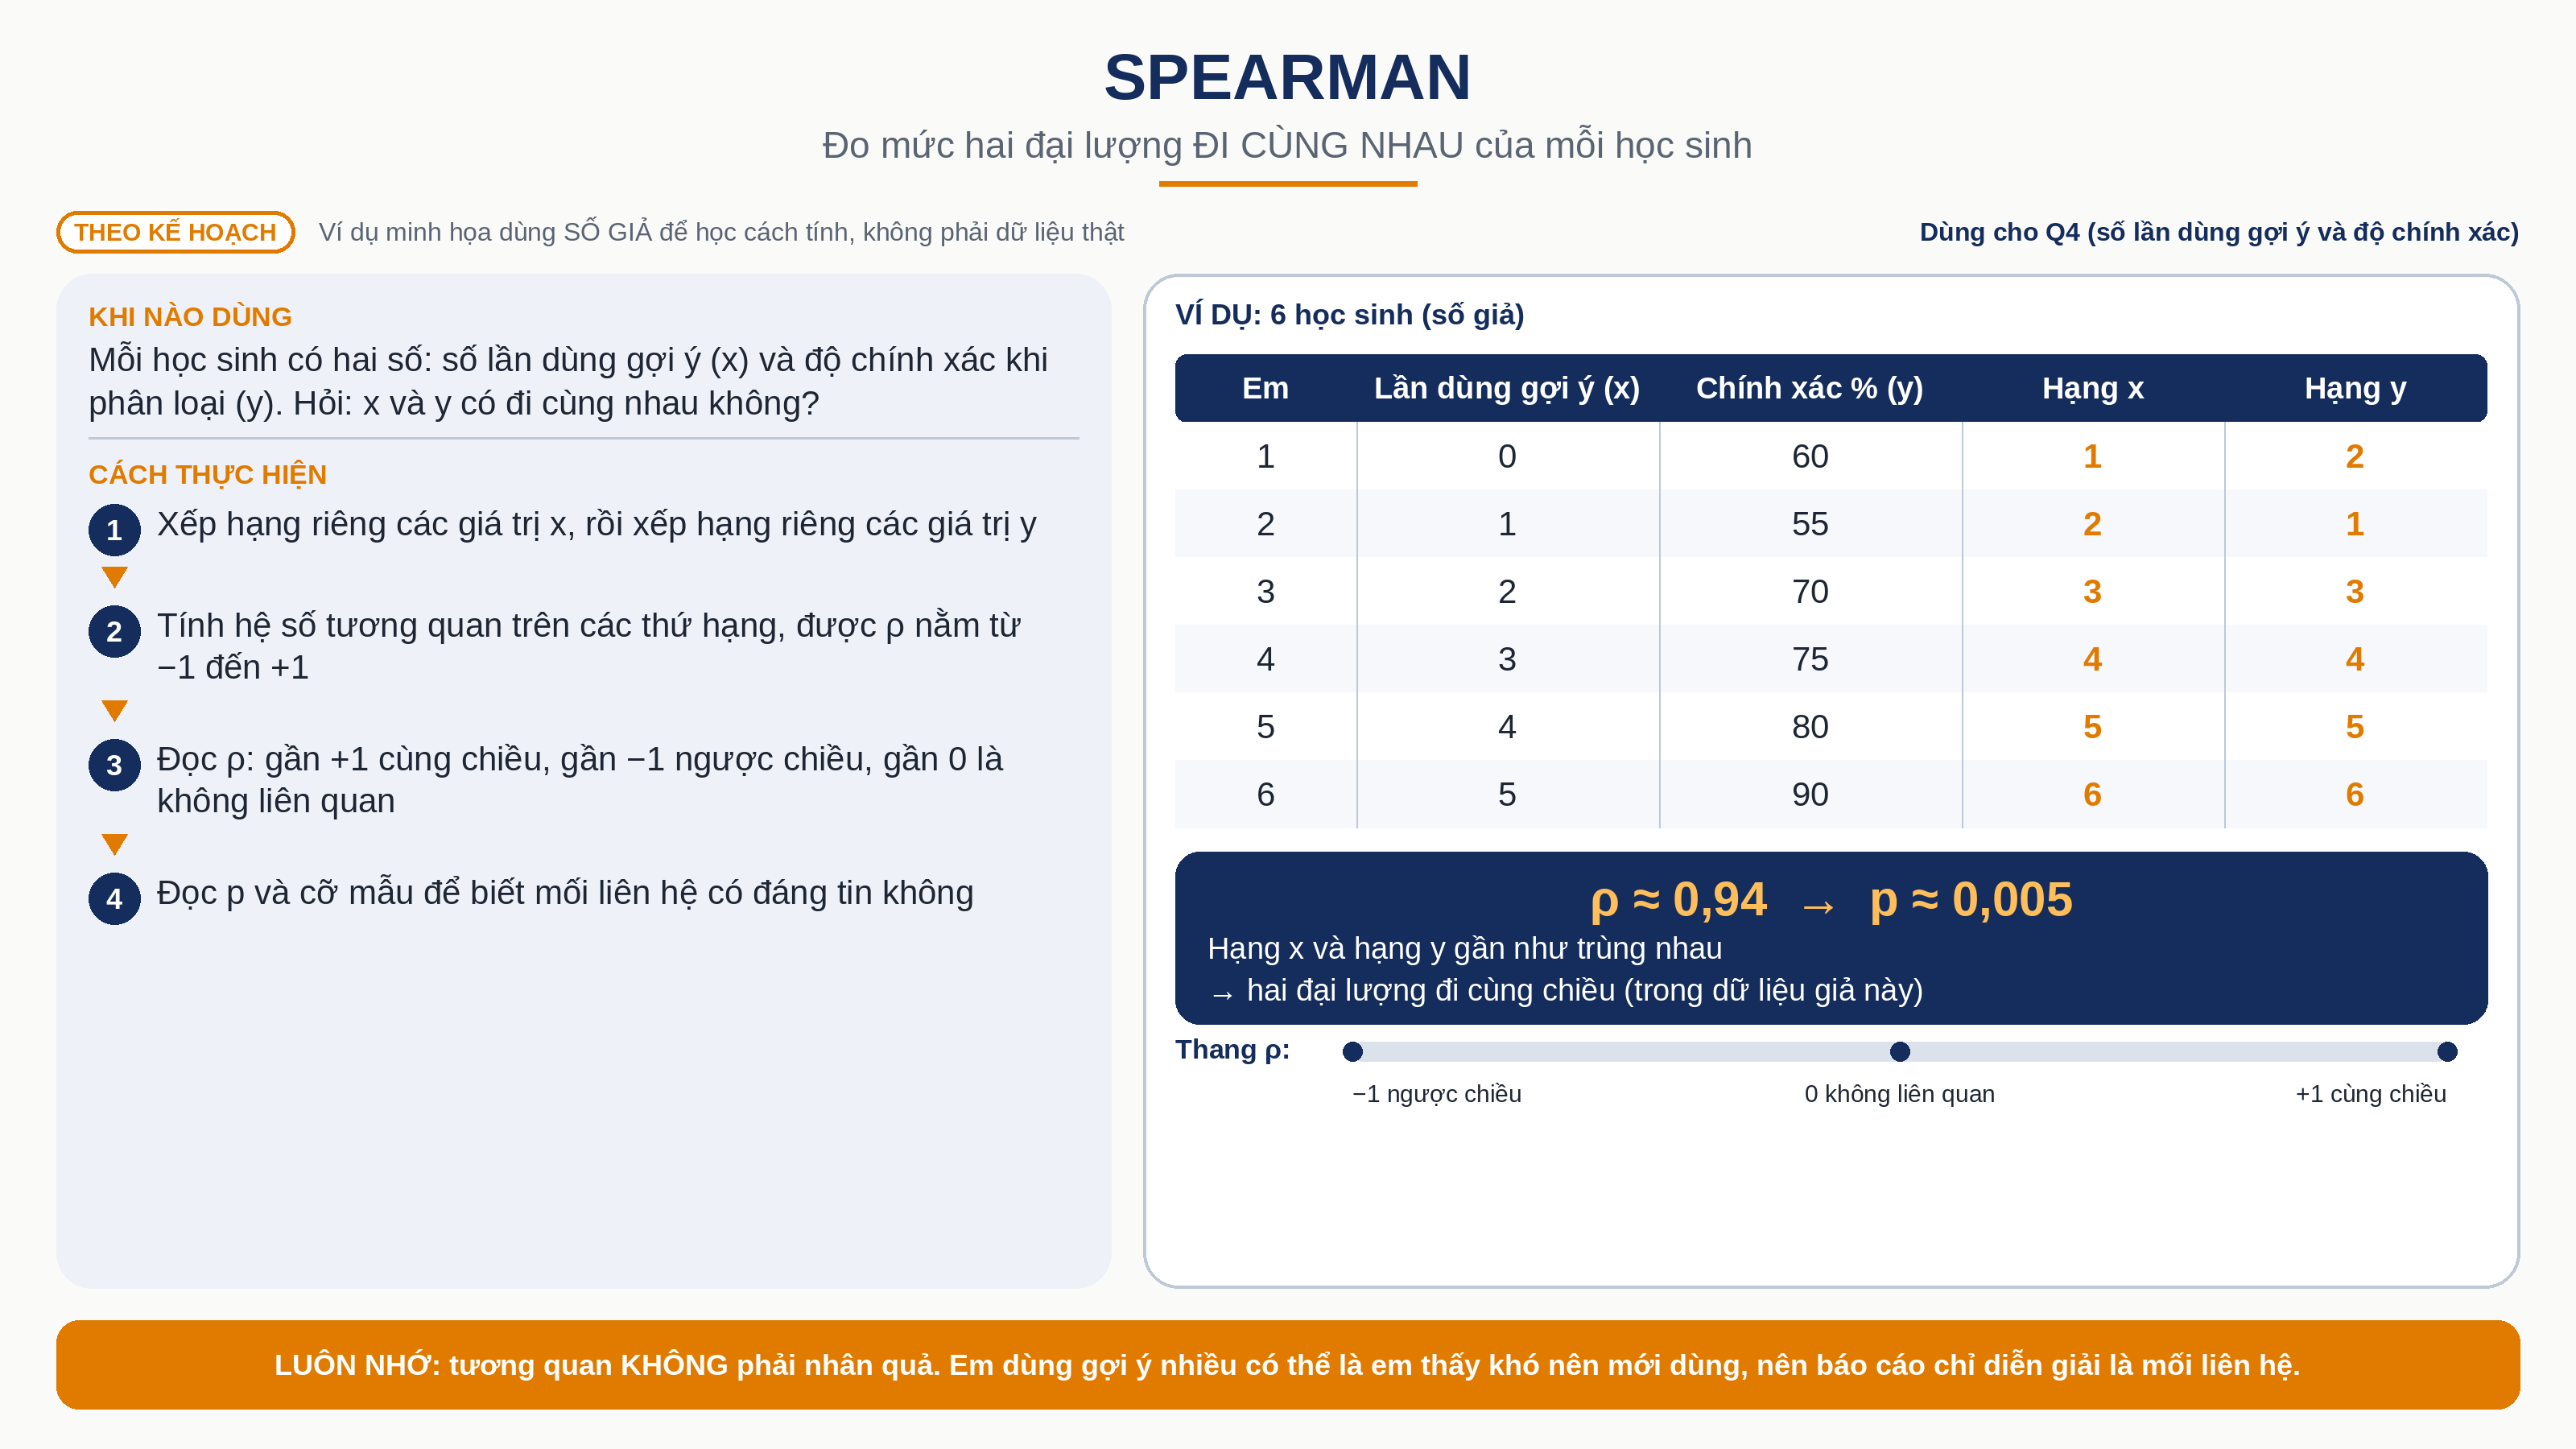 SPEARMAN
Đo mức hai đại lượng ĐI CÙNG NHAU của mỗi học sinh
THEO KẾ HOẠCH
Ví dụ minh họa dùng SỐ GIẢ để học cách tính, không phải dữ liệu thật
Dùng cho Q4 (số lần dùng gợi ý và độ chính xác)
KHI NÀO DÙNG
Mỗi học sinh có hai số: số lần dùng gợi ý (x) và độ chính xác khi
phân loại (y). Hỏi: x và y có đi cùng nhau không?
CÁCH THỰC HIỆN
1 Xếp hạng riêng các giá trị x, rồi xếp hạng riêng các giá trị y
2 Tính hệ số tương quan trên các thứ hạng, được ρ nằm từ
−1 đến +1
3 Đọc ρ: gần +1 cùng chiều, gần −1 ngược chiều, gần 0 là
không liên quan
4 Đọc p và cỡ mẫu để biết mối liên hệ có đáng tin không
VÍ DỤ: 6 học sinh (số giả)
Em Lần dùng gợi ý (x) Chính xác % (y) Hạng x Hạng y
1 0 60 1 2
2 1 55 2 1
3 2 70 3 3
4 3 75 4 4
5 4 80 5 5
6 5 90 6 6
ρ ≈ 0,94 → p ≈ 0,005
Hạng x và hạng y gần như trùng nhau
→ hai đại lượng đi cùng chiều (trong dữ liệu giả này)
Thang ρ:
−1 ngược chiều 0 không liên quan +1 cùng chiều
LUÔN NHỚ: tương quan KHÔNG phải nhân quả. Em dùng gợi ý nhiều có thể là em thấy khó nên mới dùng, nên báo cáo chỉ diễn giải là mối liên hệ.